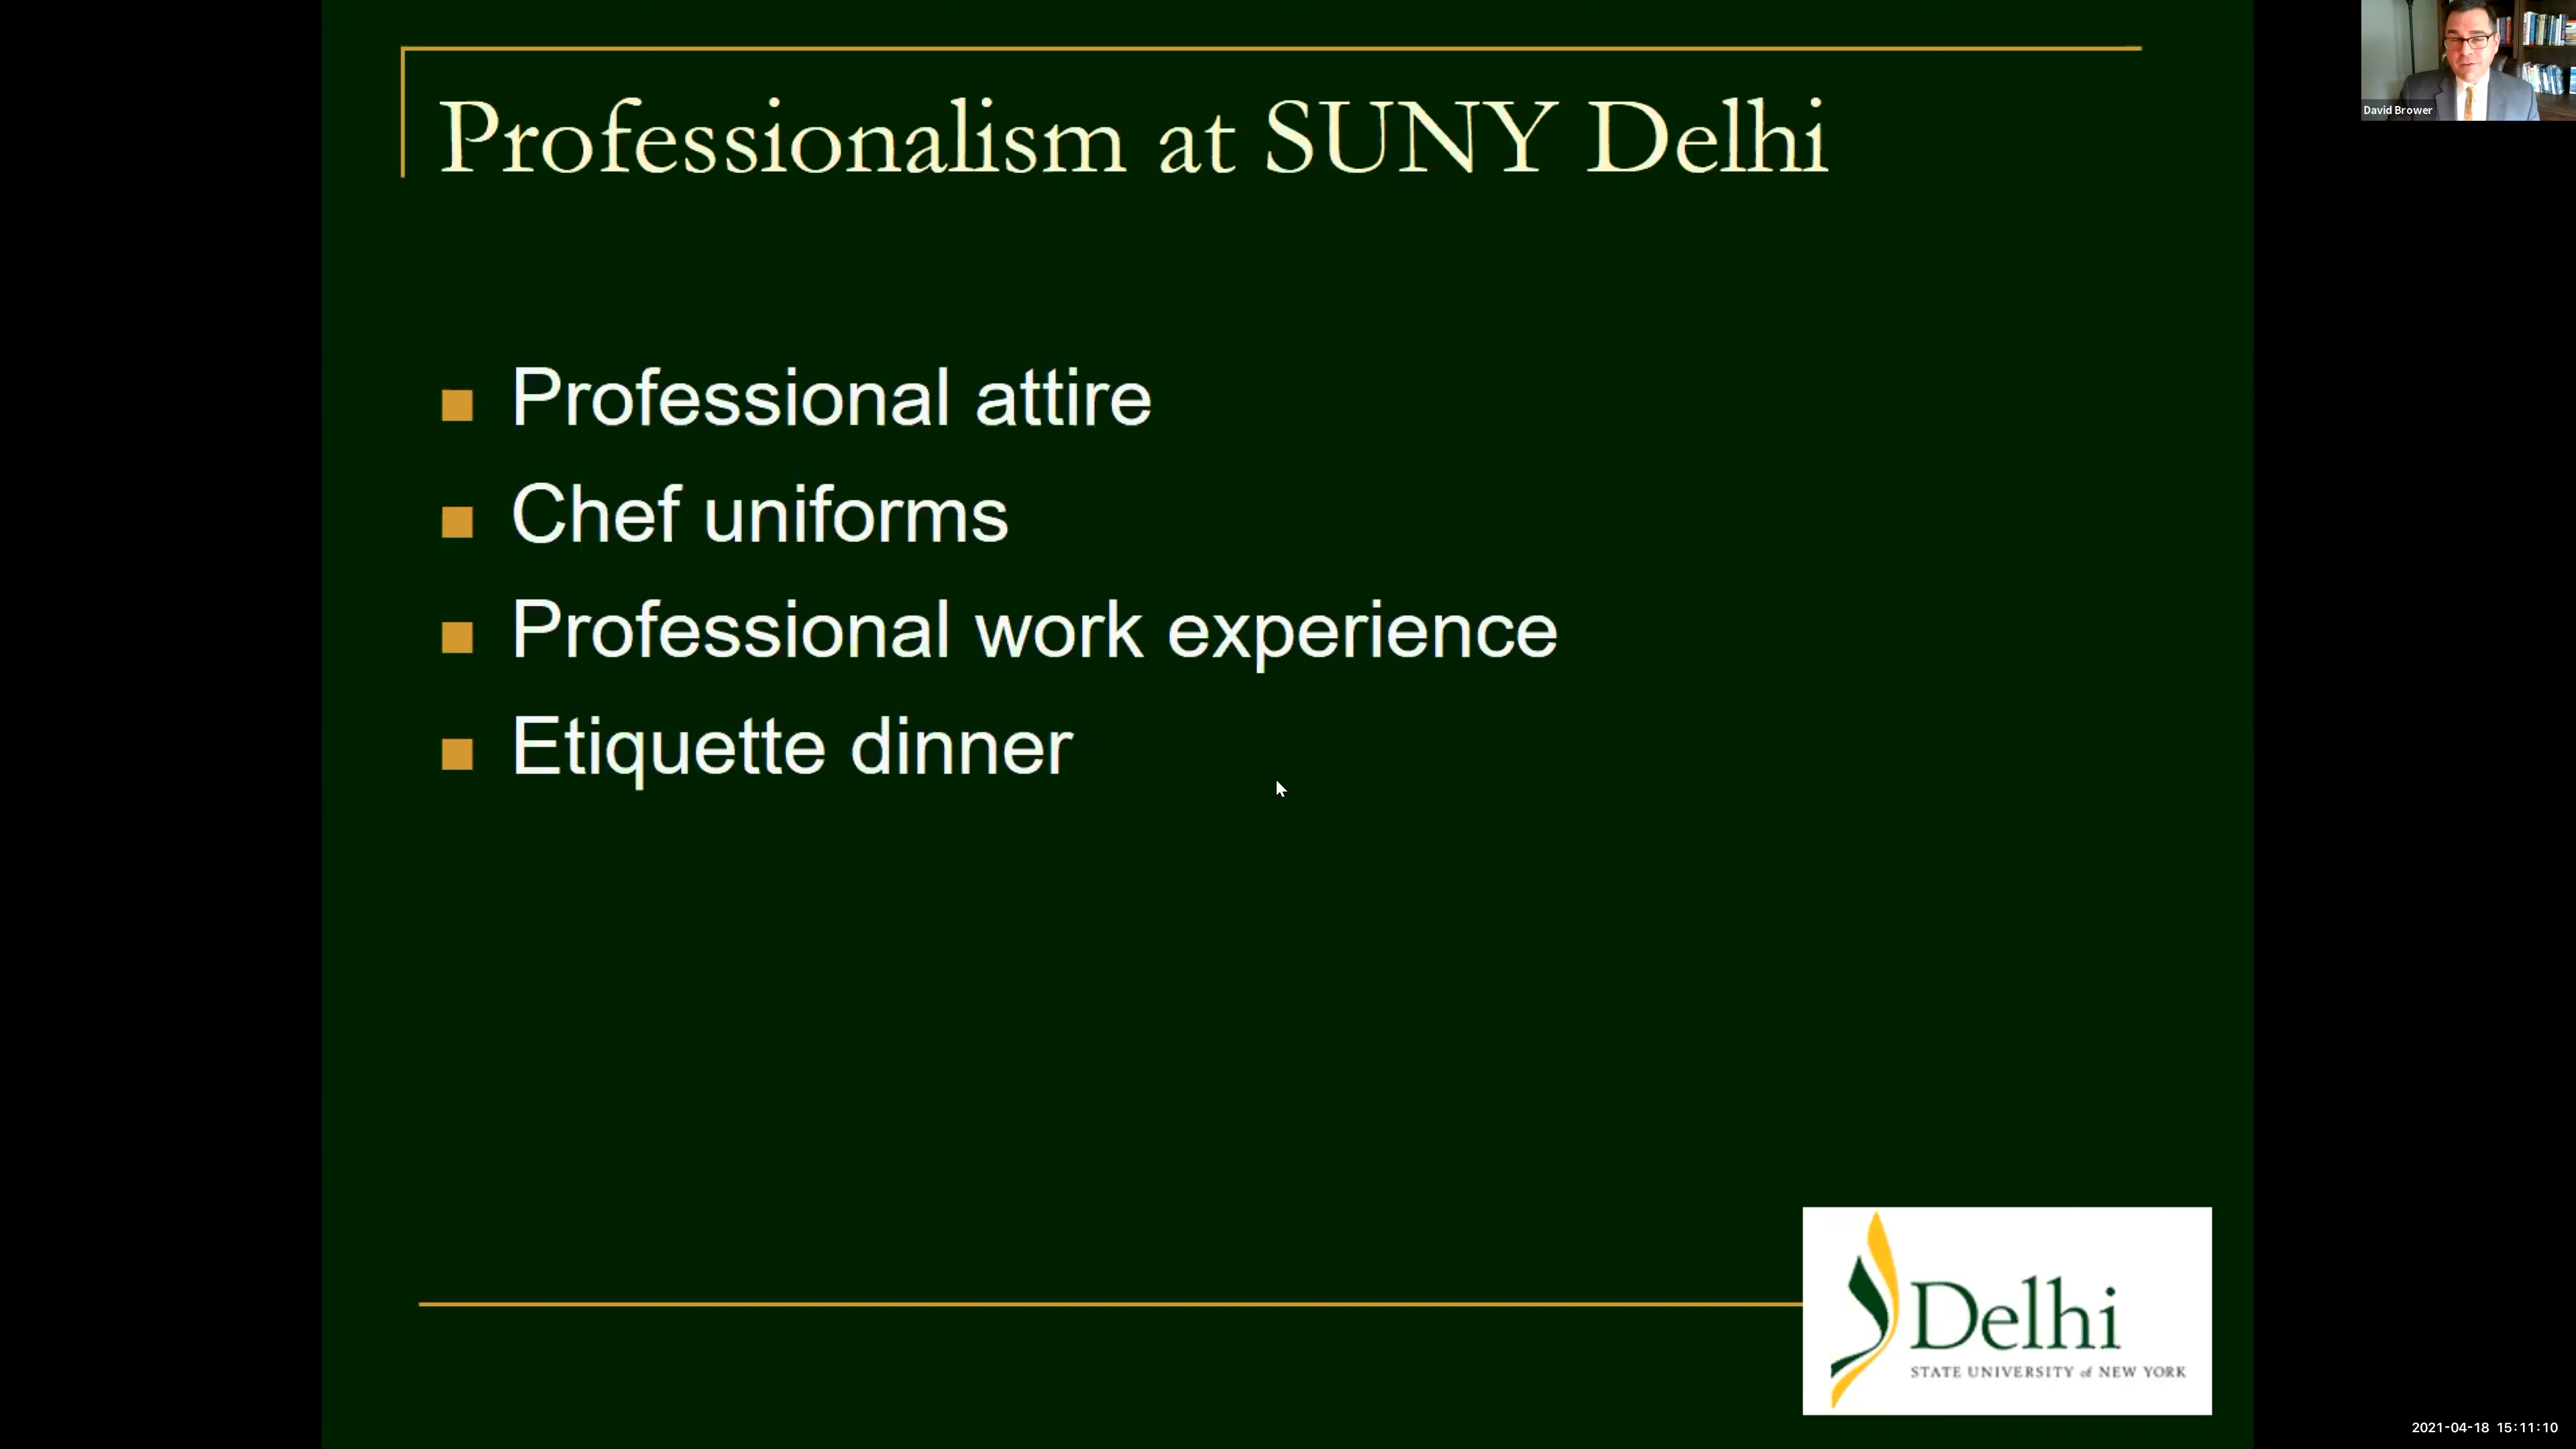 Professionalism at SUNY Delhi
David Brower
Professional attire
Chef uniforms
Professional work experience
Etiquette dinner
Delhi
STATE UNIVERSITY of NEW YORK
2021-04-18 15:11:10